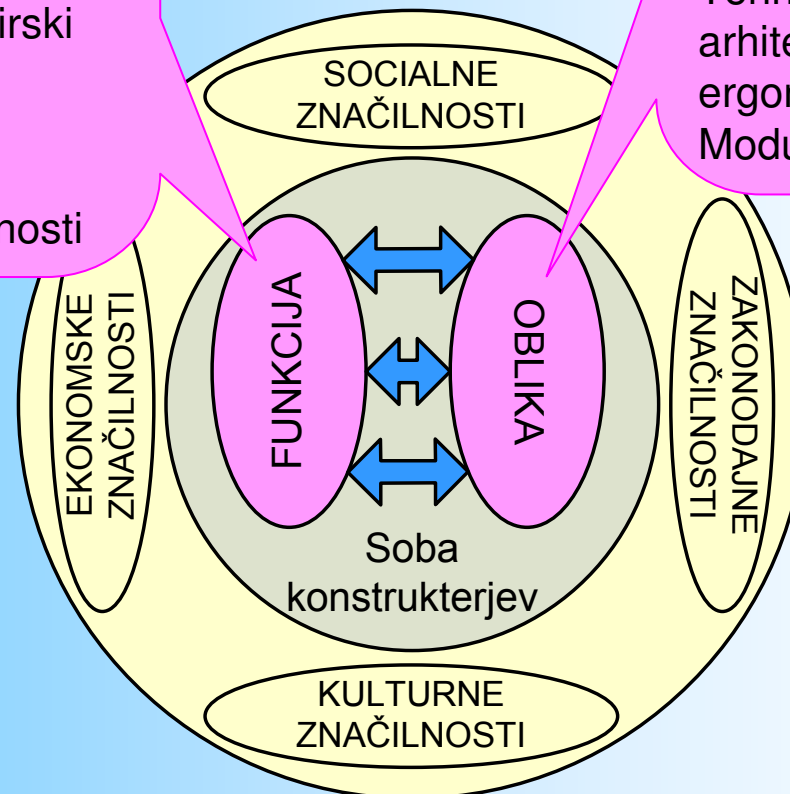 SOCIALNE
ZNAČILNOSTI
EKONOMSKE
ZNAČILNOSTI
FUNKCIJA
OBLIKA
ZAKONODAJNE
ZNAČILNOSTI
Soba
konstrukterjev
KULTURNE
ZNAČILNOSTI